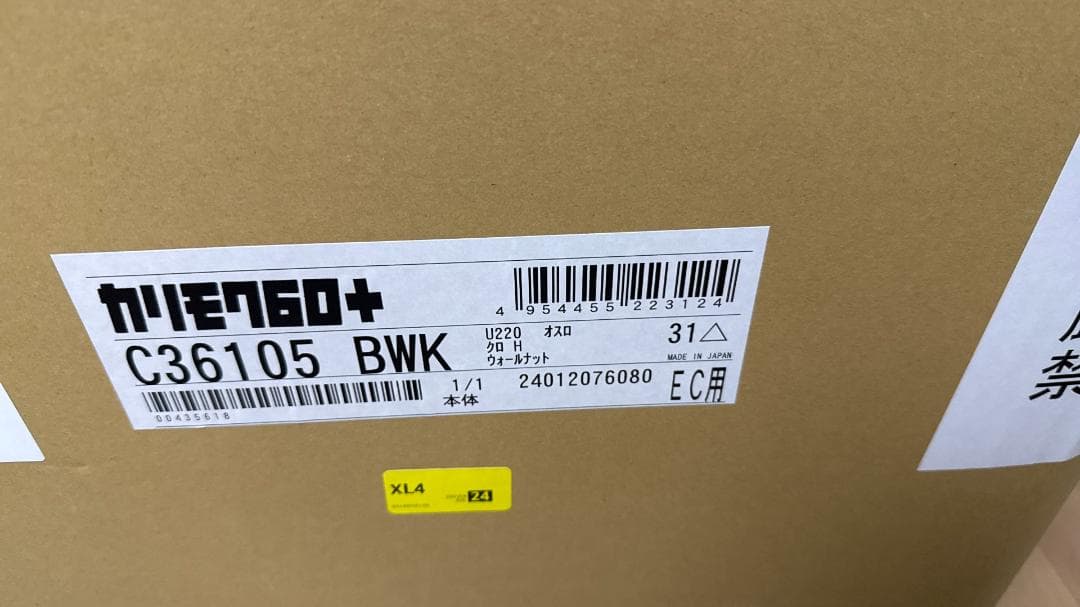 カリモク60+
4 954455 223124
C36105 BWK
U220 オスロ
クロ H
ウォールナット
31△
MADE IN JAPAN
00435618
1/1
本体
24012076080
EC用
XL4
24
禁